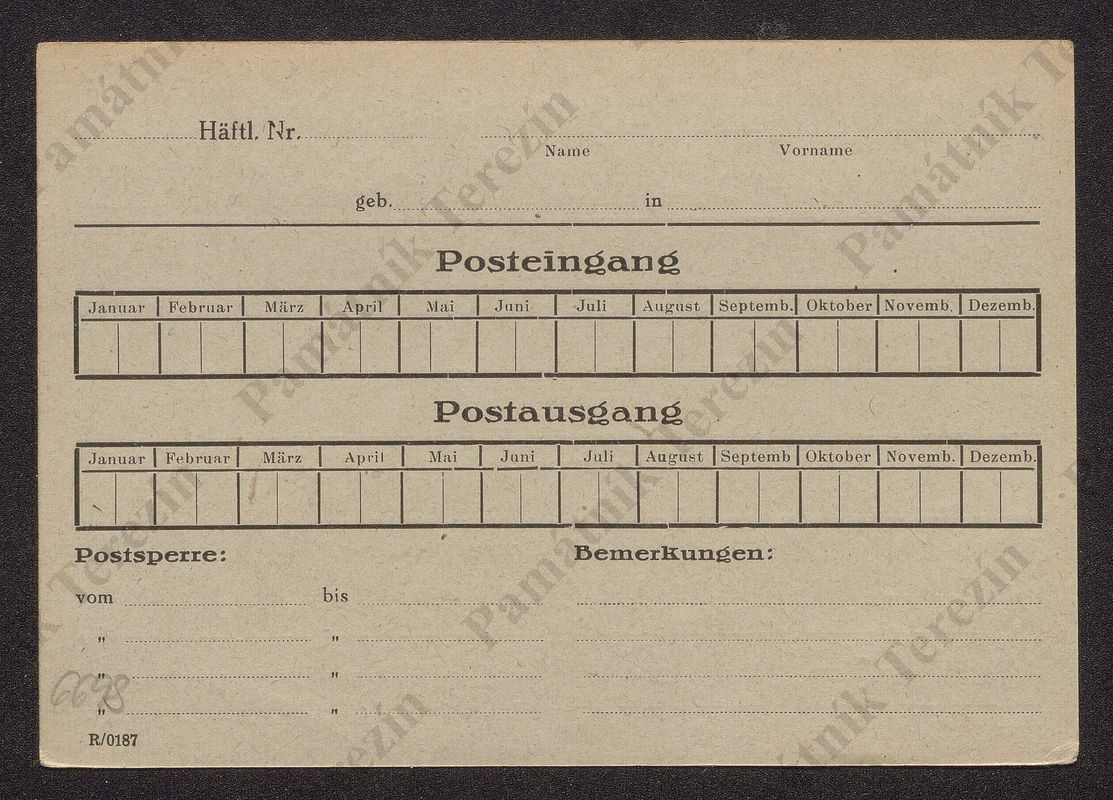 Häftl. Nr.
Name Vorname
geb. in
Posteingang
Januar Februar März April Mai Juni Juli August Septemb. Oktober Novemb. Dezemb.
Postausgang
Januar Februar März April Mai Juni Juli August Septemb Oktober Novemb. Dezemb.
Postsperre: Bemerkungen:
vom bis
" "
" "
6698
" "
R/0187
Památník Terezín